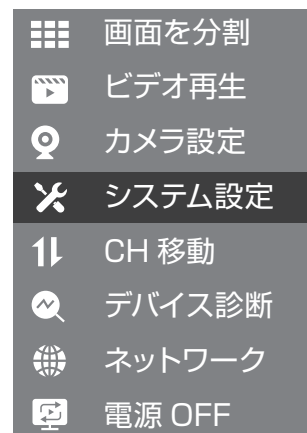 画面を分割
ビデオ再生
カメラ設定
システム設定
CH 移動
デバイス診断
ネットワーク
電源 OFF